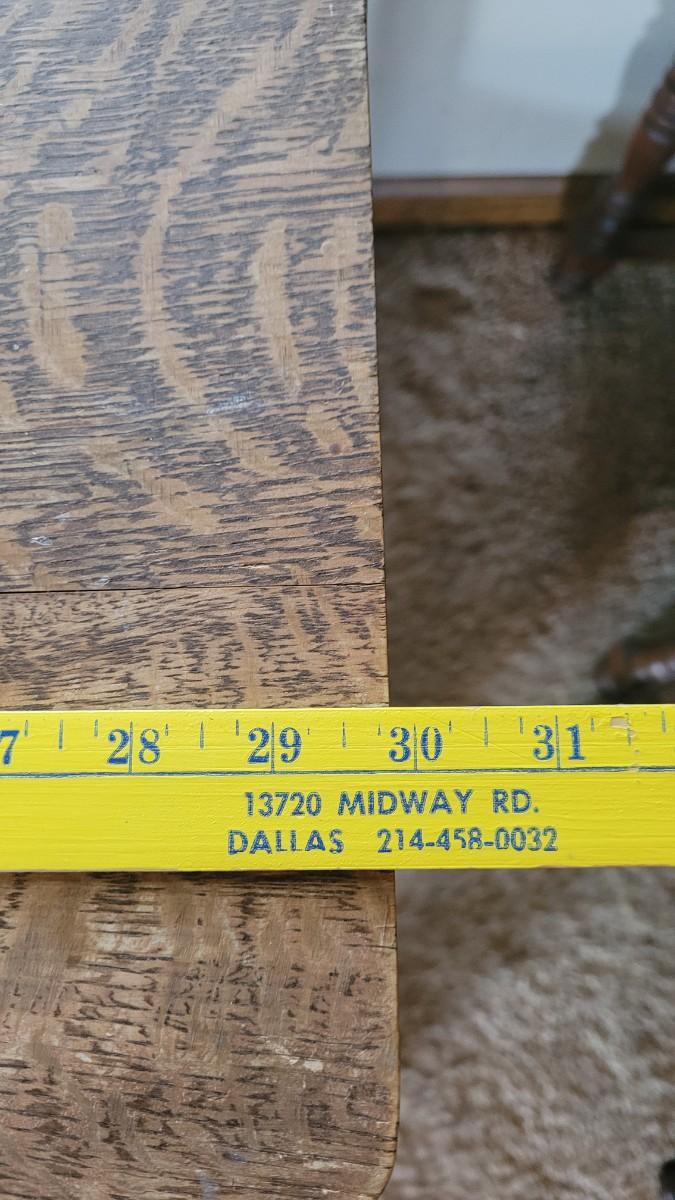 7 28 29 30 31
13720 MIDWAY RD.
DALLAS 214-458-0032